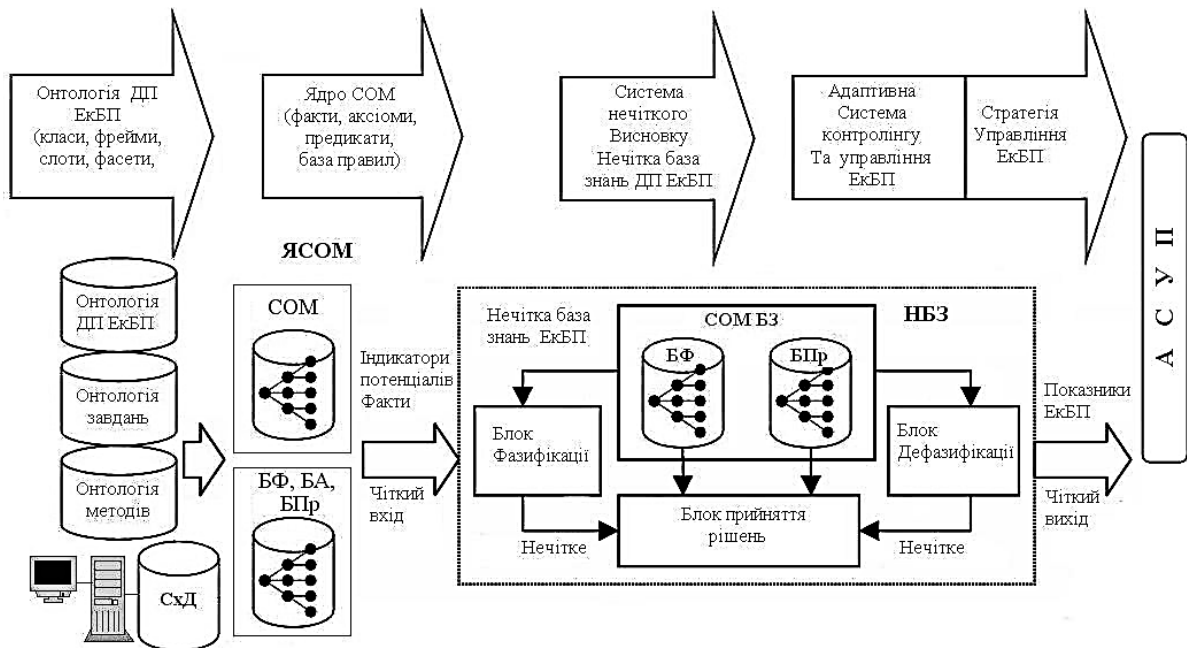 Онтологія ДП
ЕкБП
(класи, фрейми,
слоти, фасети,
Ядро СОМ
(факти, аксіоми,
предикати,
база правил)
Система
нечіткого
Висновку
Нечітка база
знань ДП ЕкБП
Адаптивна
Система
контролінгу
Та управління
ЕкБП
Стратегія
Управління
ЕкБП
А С У П
ЯСОМ
Онтологія
ДП ЕкБП
Онтологія
завдань
Онтологія
методів
СхД
СОМ
БФ, БА,
БПр
Індикатори
потенціалів
Факти
Чіткий
вхід
Нечітка база
знань ЕкБП
СОМ БЗ
НБЗ
БФ
БПр
Блок
Фазифікації
Блок
Дефазифікації
Блок прийняття
рішень
Нечітке
Нечітке
Показники
ЕкБП
Чіткий
вихід